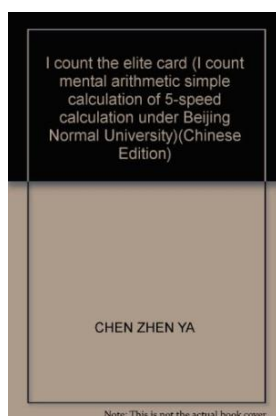 I count the elite card (I count
mental arithmetic simple
calculation of 5-speed
calculation under Beijing
Normal University)(Chinese
Edition)
CHEN ZHEN YA
Note: This is not the actual book cover